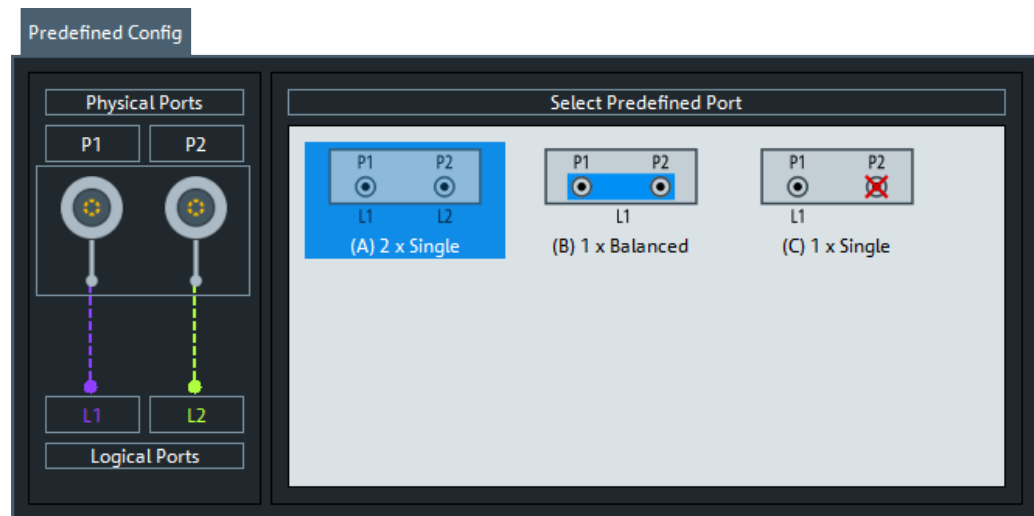 Predefined Config
Physical Ports
P1 P2
L1 L2
Logical Ports
Select Predefined Port
P1 P2
L1 L2
(A) 2 x Single
P1 P2
L1
(B) 1 x Balanced
P1 P2
L1
(C) 1 x Single